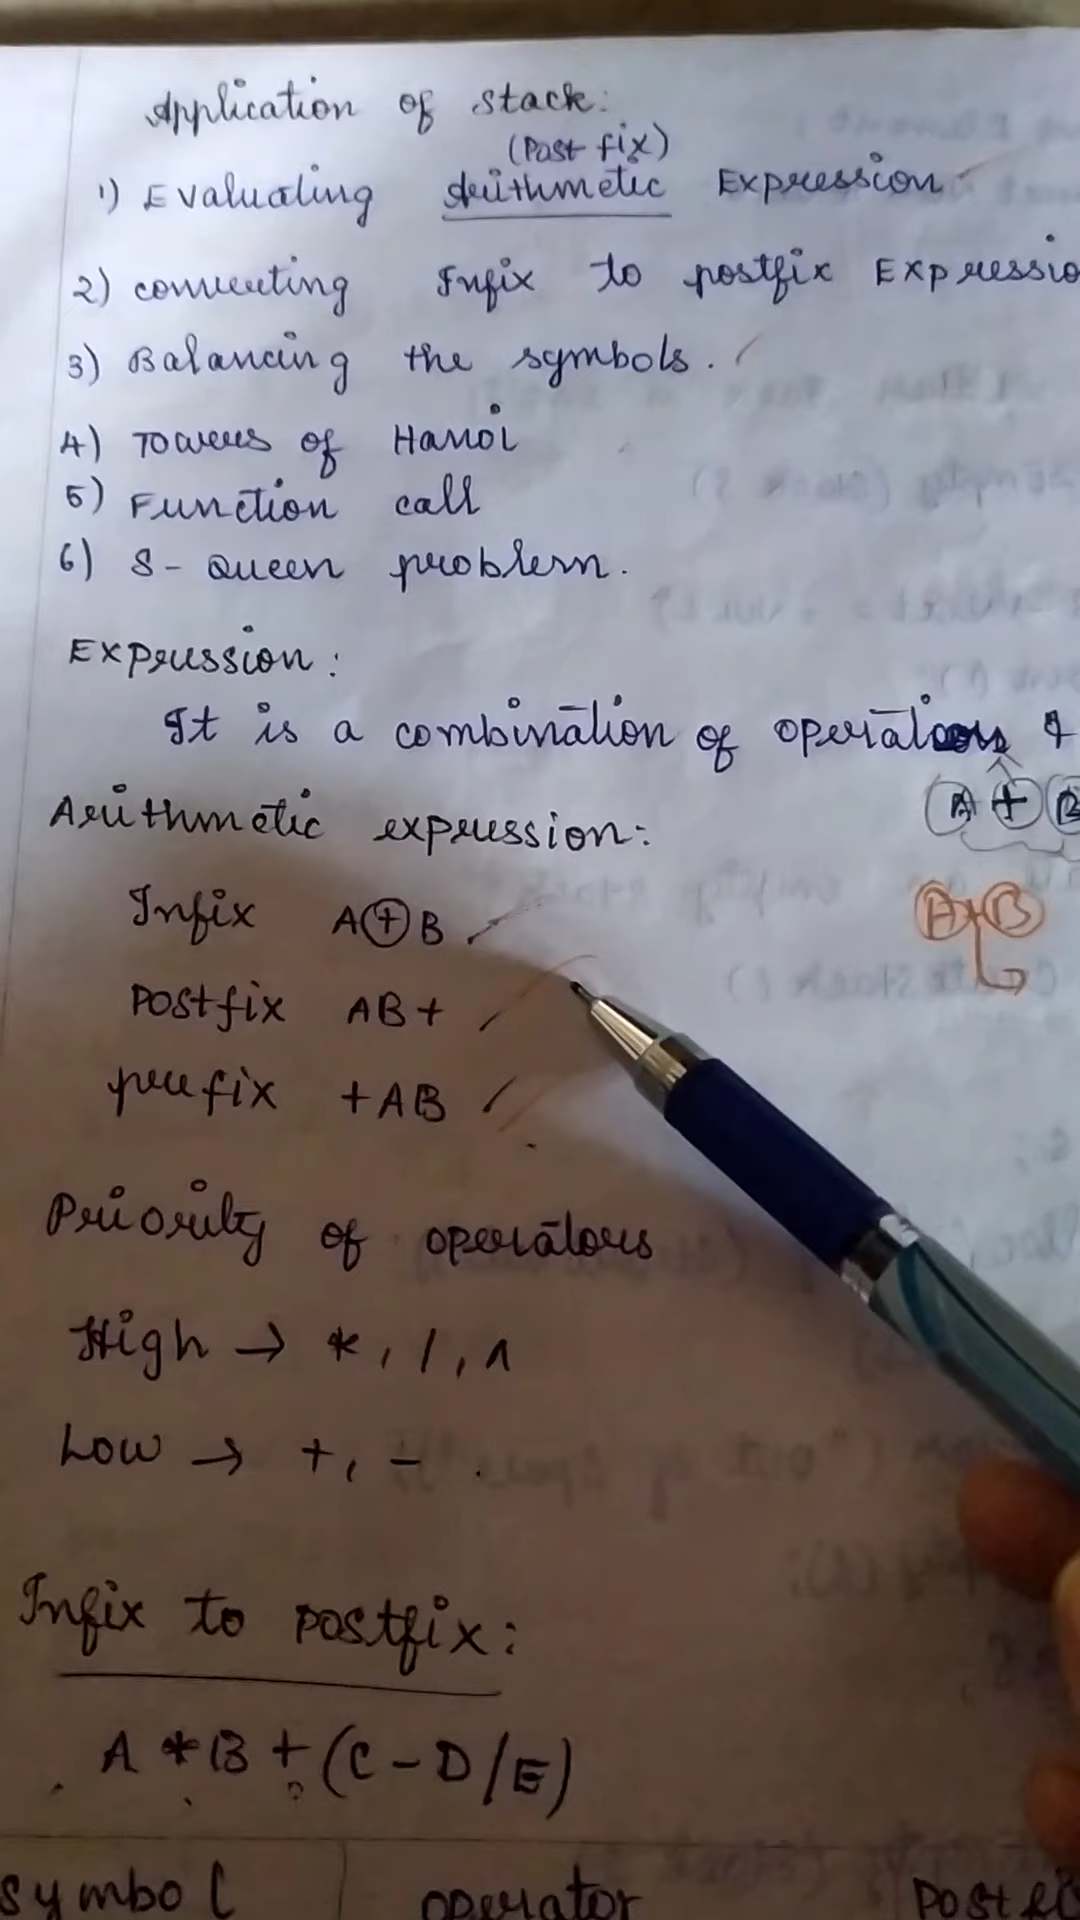 Application of stack:
(Postfix)
1) Evaluating Arithmetic Expression
2) converting Infix to postfix Expressio
3) Balancing the symbols.
4) Towers of Hanoi
5) Function call
6) 8-Queen problem.
Expression:
It is a combination of operators &
A + B
Arithmetic expression:
A+B
Infix A+B
Postfix AB+
prefix +AB
Priority of operators
High → *, /, ^
Low → +, -.
Infix to postfix:
A * B + (C - D/E)
symbol operator Postfi